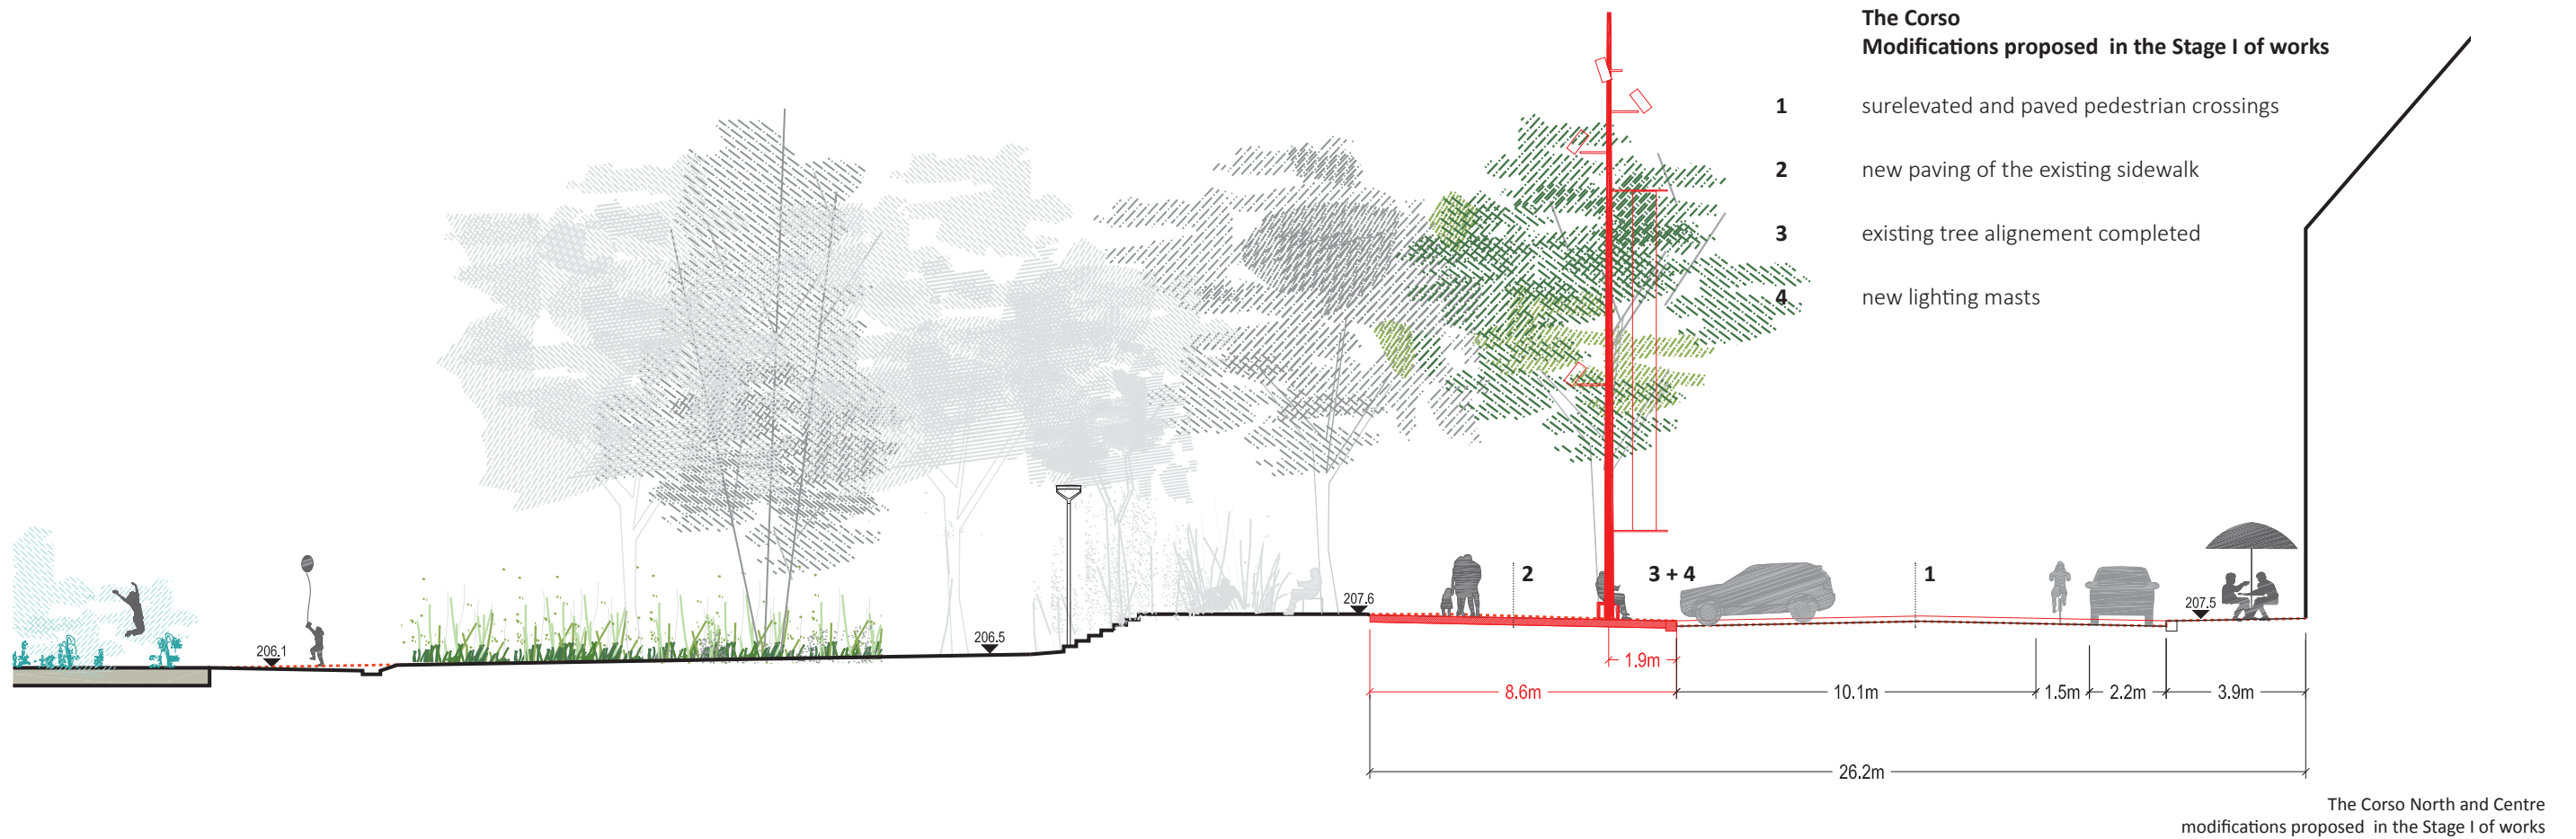 The Corso
Modifications proposed in the Stage I of works
1 surelevated and paved pedestrian crossings
2 new paving of the existing sidewalk
3 existing tree alignement completed
4 new lighting masts
2
3 + 4
1
207.6
207.5
206.5
206.1
1.9m
8.6m
10.1m
1.5m
2.2m
3.9m
26.2m
The Corso North and Centre
modifications proposed in the Stage I of works